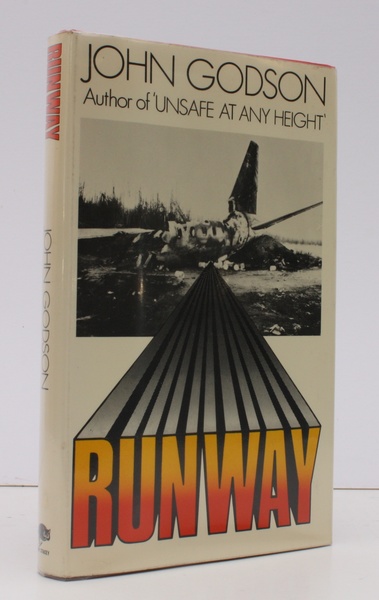 JOHN GODSON
Author of 'UNSAFE AT ANY HEIGHT'
RUNWAY
RUNWAY
JOHN GODSON